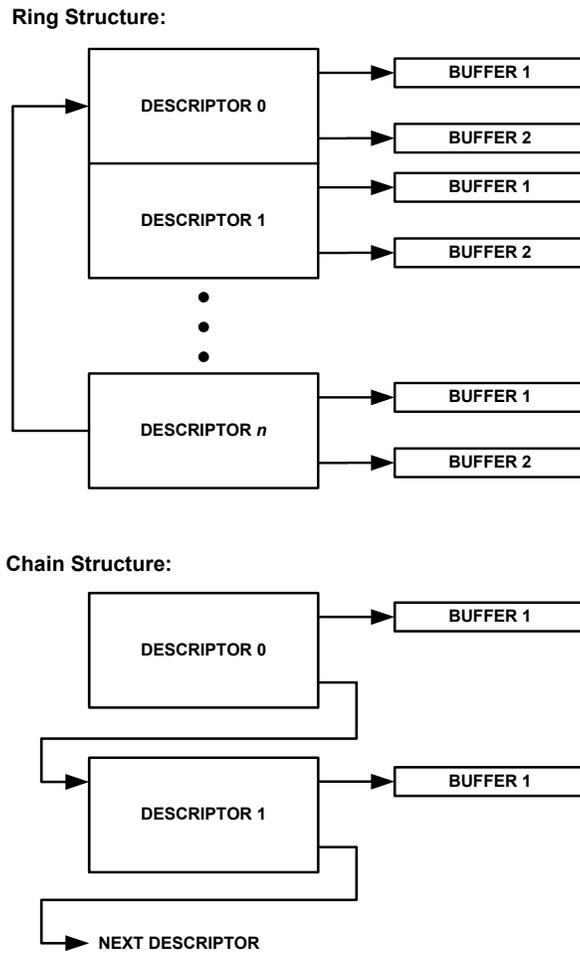 Ring Structure:
DESCRIPTOR 0
BUFFER 1
BUFFER 2
DESCRIPTOR 1
BUFFER 1
BUFFER 2
DESCRIPTOR n
BUFFER 1
BUFFER 2
Chain Structure:
DESCRIPTOR 0
BUFFER 1
DESCRIPTOR 1
BUFFER 1
NEXT DESCRIPTOR